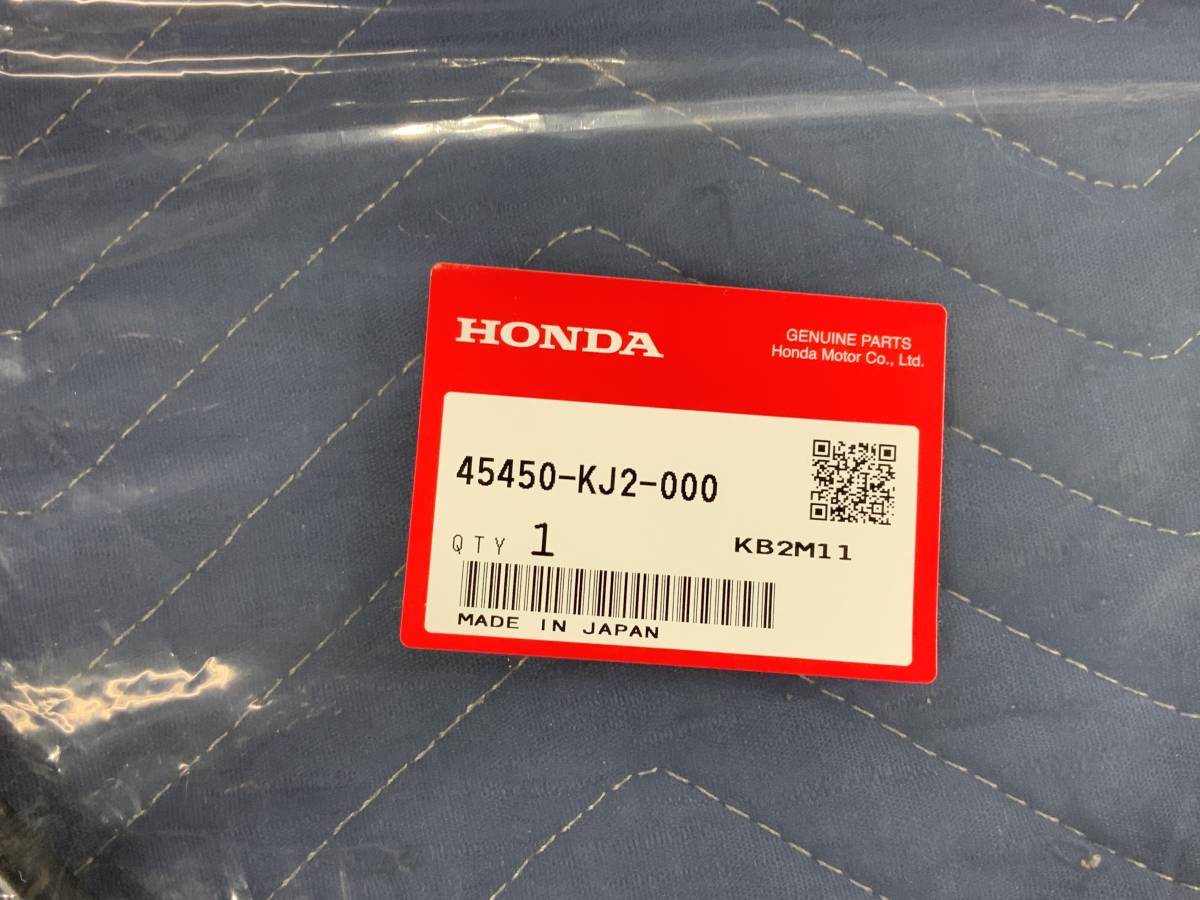 HONDA
GENUINE PARTS
Honda Motor Co., Ltd.
45450-KJ2-000
QTY 1
KB2M11
MADE IN JAPAN